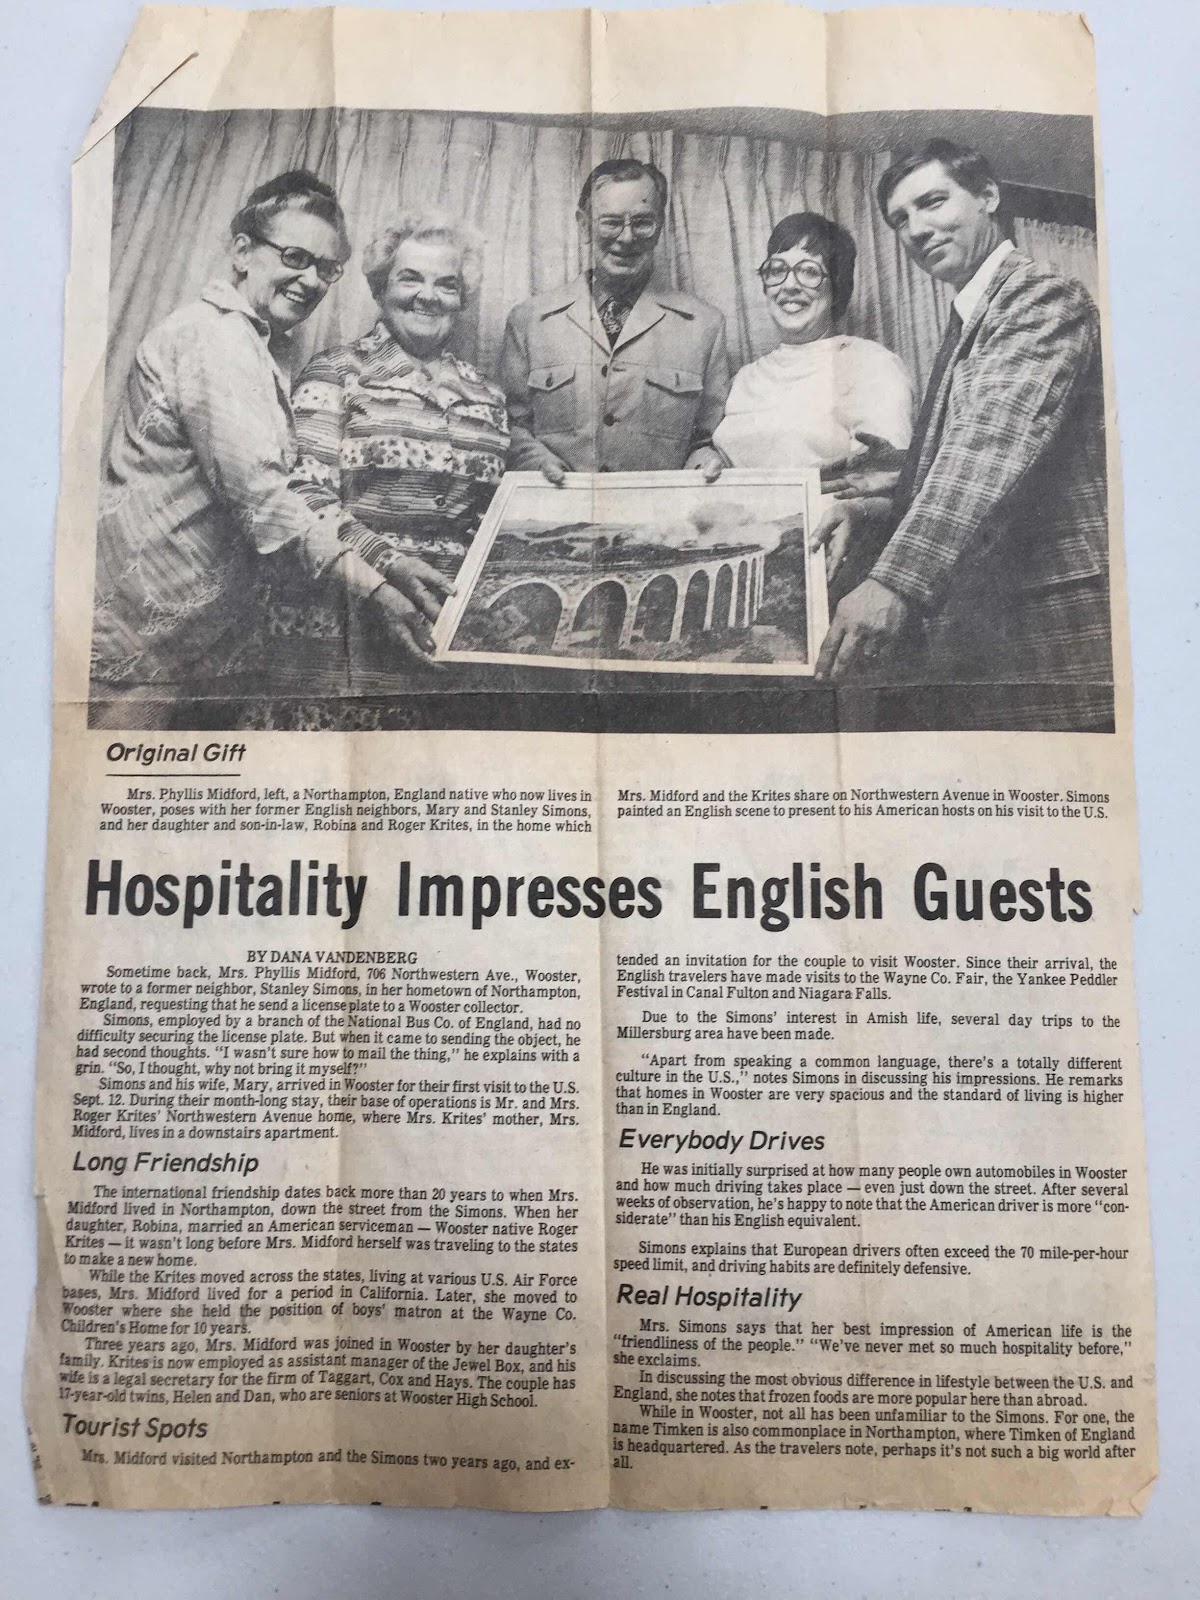 Original Gift
Mrs. Phyllis Midford, left, a Northampton, England native who now lives in
Wooster, poses with her former English neighbors, Mary and Stanley Simons,
and her daughter and son-in-law, Robina and Roger Krites, in the home which
Mrs. Midford and the Krites share on Northwestern Avenue in Wooster. Simons
painted an English scene to present to his American hosts on his visit to the U.S.
Hospitality Impresses English Guests
BY DANA VANDENBERG
Sometime back, Mrs. Phyllis Midford, 706 Northwestern Ave., Wooster,
wrote to a former neighbor, Stanley Simons, in her hometown of Northampton,
England, requesting that he send a license plate to a Wooster collector.
Simons, employed by a branch of the National Bus Co. of England, had no
difficulty securing the license plate. But when it came to sending the object, he
had second thoughts. “I wasn’t sure how to mail the thing,” he explains with a
grin. “So, I thought, why not bring it myself?”
Simons and his wife, Mary, arrived in Wooster for their first visit to the U.S.
Sept. 12. During their month-long stay, their base of operations is Mr. and Mrs.
Roger Krites’ Northwestern Avenue home, where Mrs. Krites’ mother, Mrs.
Midford, lives in a downstairs apartment.
Long Friendship
The international friendship dates back more than 20 years to when Mrs.
Midford lived in Northampton, down the street from the Simons. When her
daughter, Robina, married an American serviceman — Wooster native Roger
Krites — it wasn’t long before Mrs. Midford herself was traveling to the states
to make a new home.
While the Krites moved across the states, living at various U.S. Air Force
bases, Mrs. Midford lived for a period in California. Later, she moved to
Wooster where she held the position of boys’ matron at the Wayne Co.
Children’s Home for 10 years.
Three years ago, Mrs. Midford was joined in Wooster by her daughter’s
family. Krites is now employed as assistant manager of the Jewel Box, and his
wife is a legal secretary for the firm of Taggart, Cox and Hays. The couple has
17-year-old twins, Helen and Dan, who are seniors at Wooster High School.
Tourist Spots
Mrs. Midford visited Northampton and the Simons two years ago, and ex-
tended an invitation for the couple to visit Wooster. Since their arrival, the
English travelers have made visits to the Wayne Co. Fair, the Yankee Peddler
Festival in Canal Fulton and Niagara Falls.
Due to the Simons’ interest in Amish life, several day trips to the
Millersburg area have been made.
“Apart from speaking a common language, there’s a totally different
culture in the U.S.,” notes Simons in discussing his impressions. He remarks
that homes in Wooster are very spacious and the standard of living is higher
than in England.
Everybody Drives
He was initially surprised at how many people own automobiles in Wooster
and how much driving takes place — even just down the street. After several
weeks of observation, he’s happy to note that the American driver is more “con-
siderate” than his English equivalent.
Simons explains that European drivers often exceed the 70 mile-per-hour
speed limit, and driving habits are definitely defensive.
Real Hospitality
Mrs. Simons says that her best impression of American life is the
“friendliness of the people.” “We’ve never met so much hospitality before,”
she exclaims.
In discussing the most obvious difference in lifestyle between the U.S. and
England, she notes that frozen foods are more popular here than abroad.
While in Wooster, not all has been unfamiliar to the Simons. For one, the
name Timken is also commonplace in Northampton, where Timken of England
is headquartered. As the travelers note, perhaps it’s not such a big world after
all.